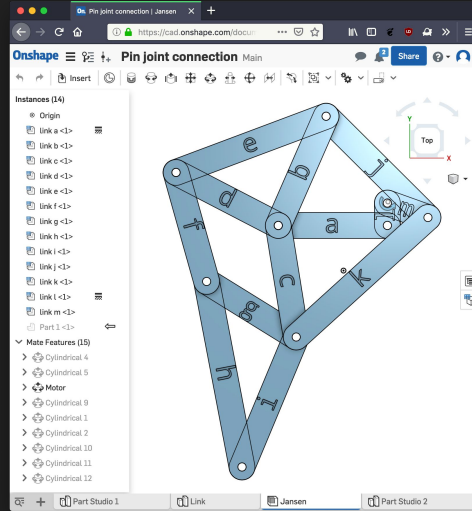 On Pin joint connection | Jansen
https://cad.onshape.com/docum
Onshape Pin joint connection Main
2 Share
Insert
Instances (14)
Origin
link a <1>
link b <1>
link c <1>
link d <1>
link e <1>
link f <1>
link g <1>
link h <1>
link i <1>
link j <1>
link k <1>
link l <1>
link m <1>
Part 1 <1>
Mate Features (15)
Cylindrical 4
Cylindrical 5
Motor
Cylindrical 9
Cylindrical 1
Cylindrical 2
Cylindrical 10
Cylindrical 11
Cylindrical 12
Y
Top
X
e
b
j
d
m
f
a
c
k
g
h
i
Part Studio 1
Link
Jansen
Part Studio 2